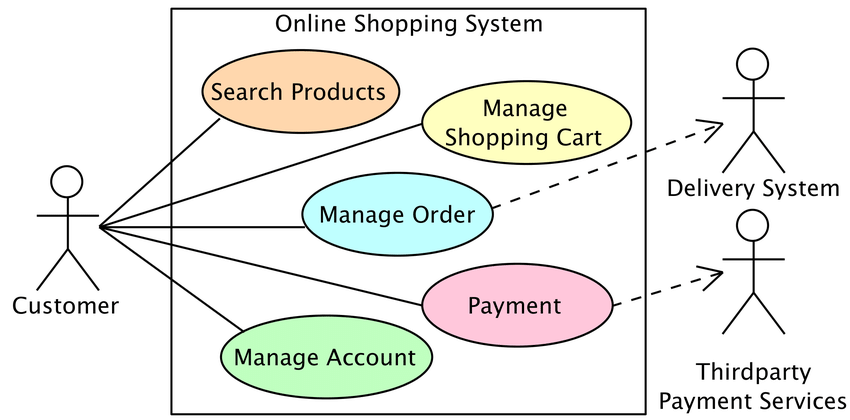 Online Shopping System
Search Products
Manage
Shopping Cart
Manage Order
Payment
Manage Account
Customer
Delivery System
Thirdparty
Payment Services